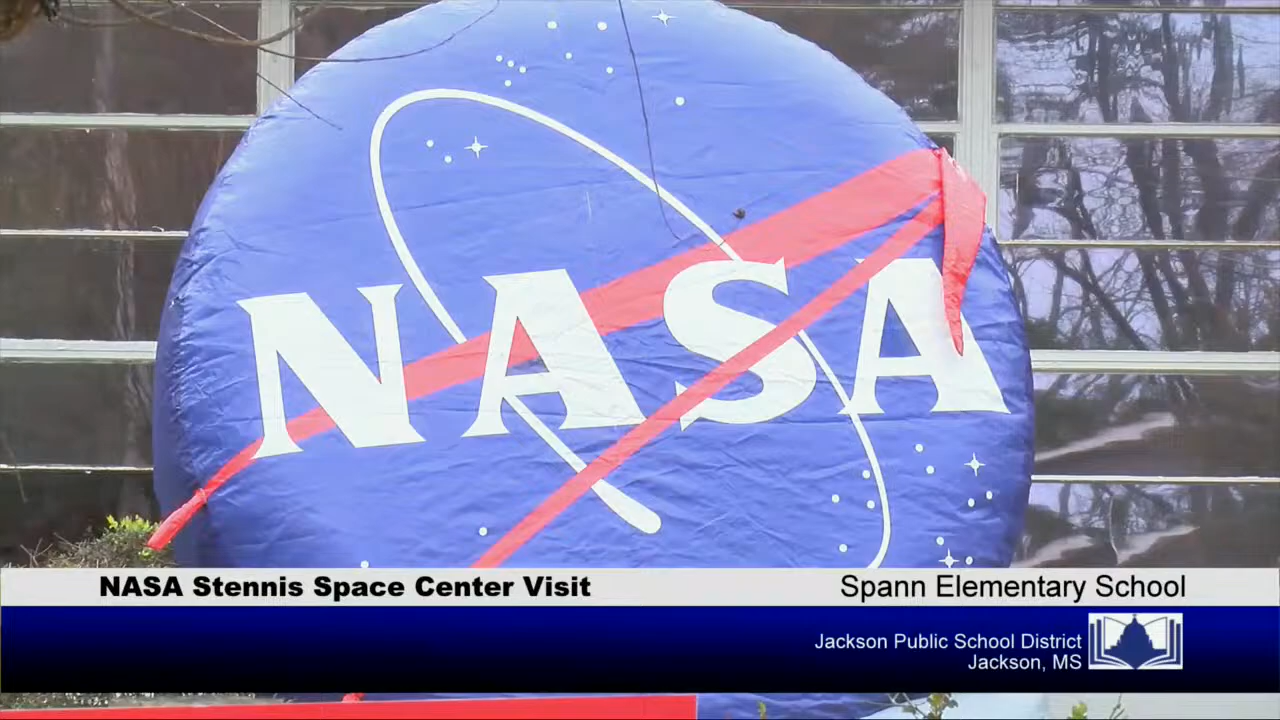 NASA
NASA Stennis Space Center Visit
Spann Elementary School
Jackson Public School District
Jackson, MS